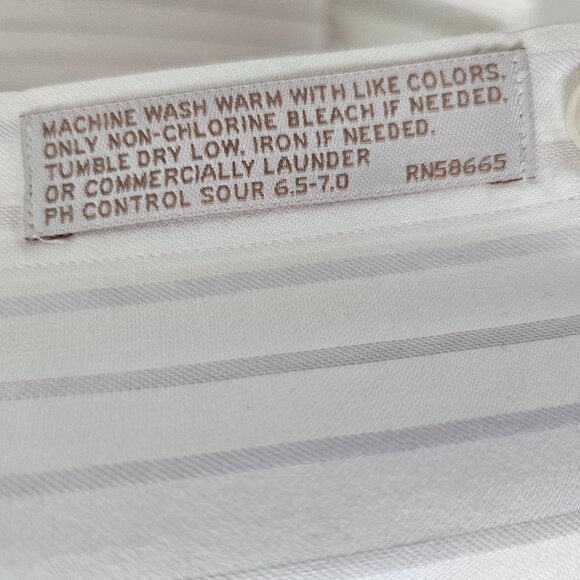 MACHINE WASH WARM WITH LIKE COLORS.
ONLY NON-CHLORINE BLEACH IF NEEDED.
TUMBLE DRY LOW. IRON IF NEEDED.
OR COMMERCIALLY LAUNDER
PH CONTROL SOUR 6.5-7.0 RN58665